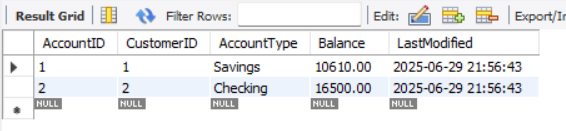 Result Grid Filter Rows: Edit: Export/Im
AccountID CustomerID AccountType Balance LastModified
1 1 Savings 10610.00 2025-06-29 21:56:43
2 2 Checking 16500.00 2025-06-29 21:56:43
NULL NULL NULL NULL NULL